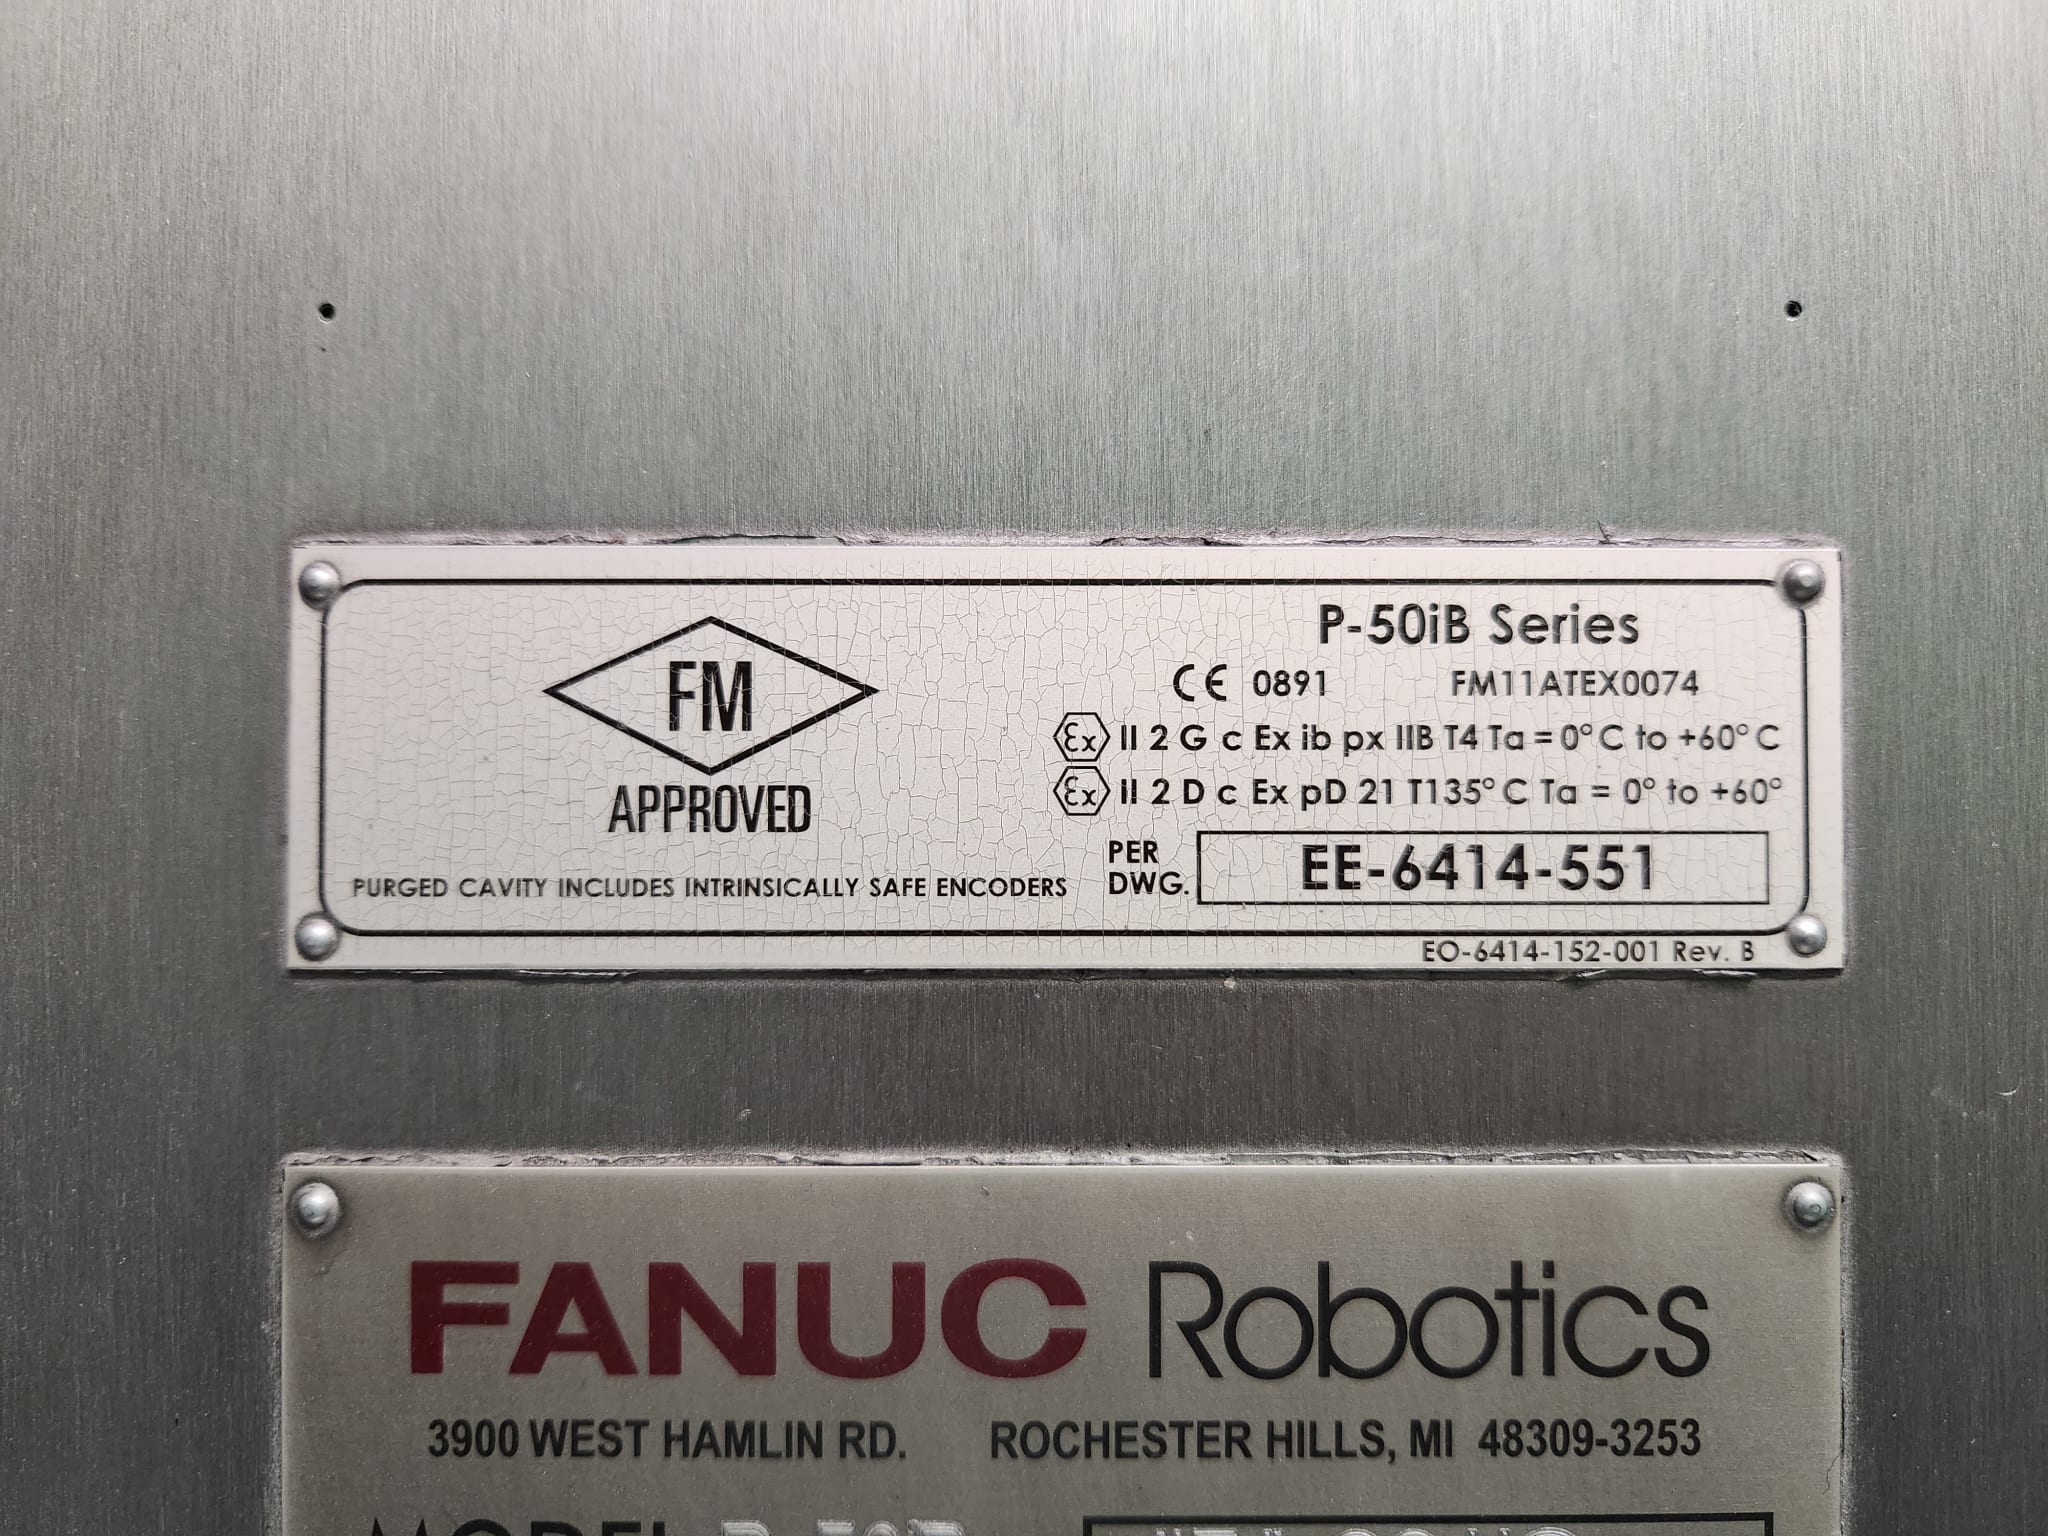 P-50iB Series
FM
CE 0891 FM11ATEX0074
Ex II 2 G c Ex ib px IIB T4 Ta = 0° C to +60° C
Ex II 2 D c Ex pD 21 T135° C Ta = 0° to +60°
APPROVED
PER
DWG. EE-6414-551
PURGED CAVITY INCLUDES INTRINSICALLY SAFE ENCODERS
EO-6414-152-001 Rev. B
FANUC Robotics
3900 WEST HAMLIN RD. ROCHESTER HILLS, MI 48309-3253
MODEL